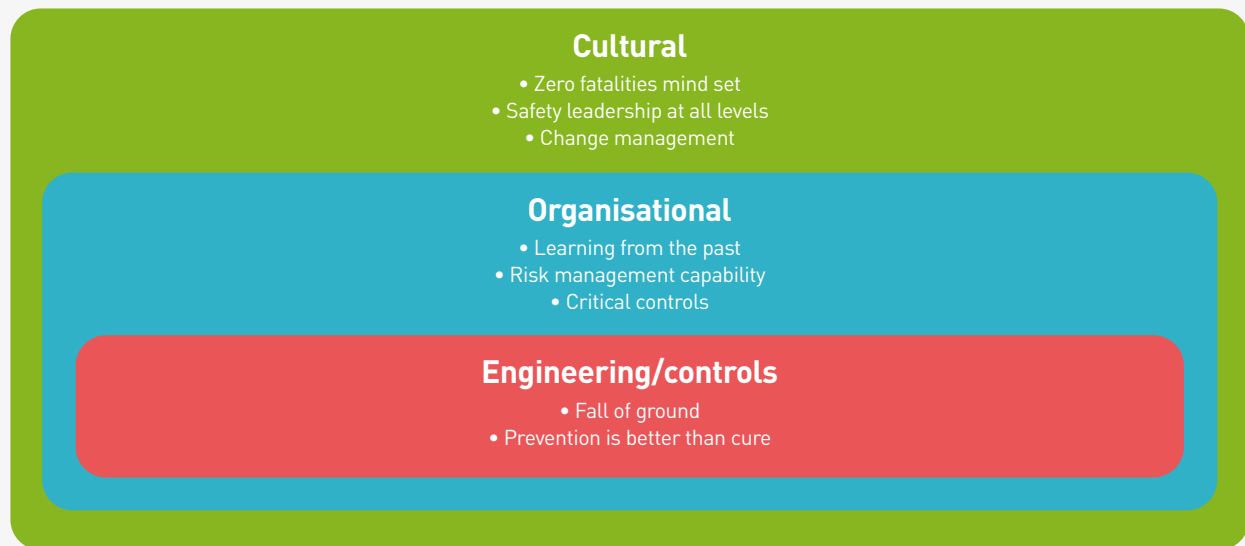 Cultural
• Zero fatalities mind set
• Safety leadership at all levels
• Change management
Organisational
• Learning from the past
• Risk management capability
• Critical controls
Engineering/controls
• Fall of ground
• Prevention is better than cure